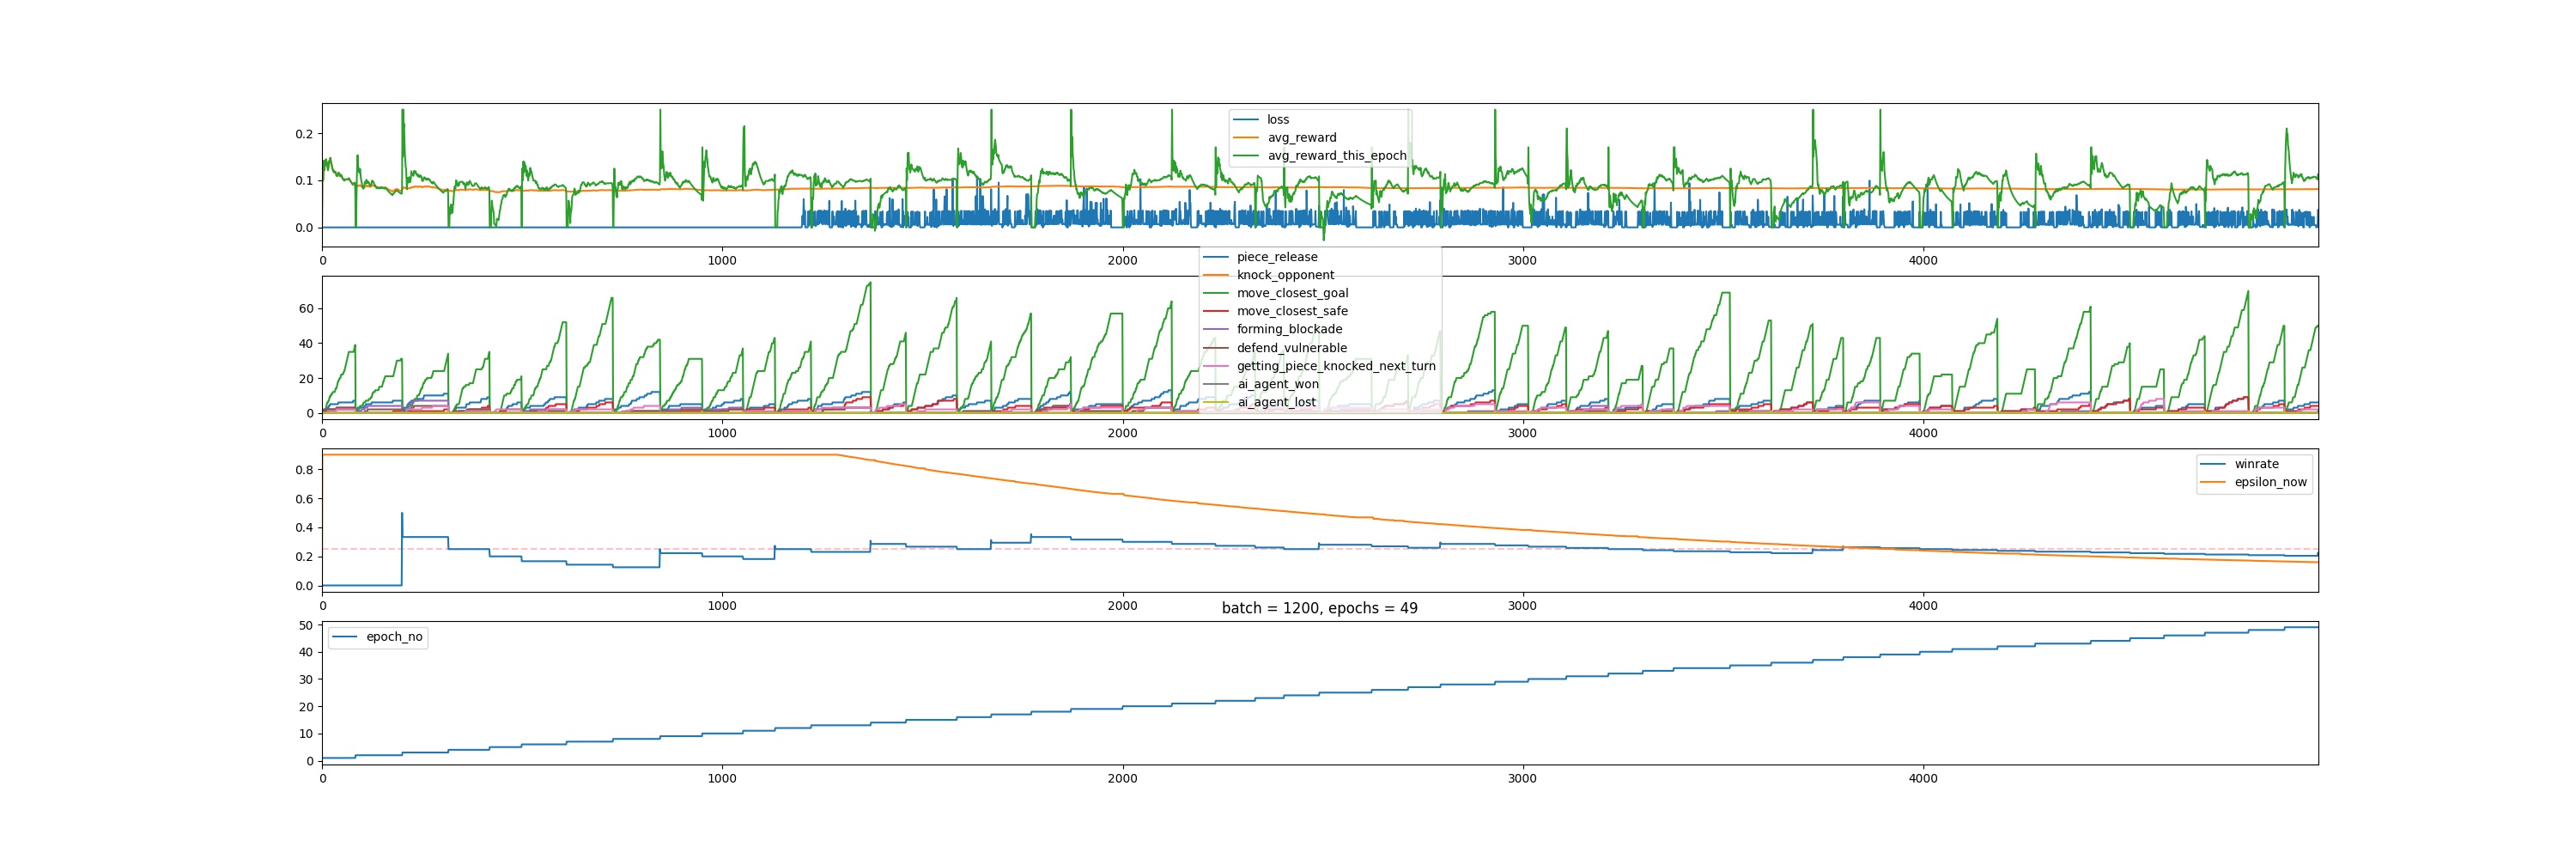 0.2
0.1
0.0
loss
avg_reward
avg_reward_this_epoch
0 1000 2000 3000 4000
60
40
20
0
piece_release
knock_opponent
move_closest_goal
move_closest_safe
forming_blockade
defend_vulnerable
getting_piece_knocked_next_turn
ai_agent_won
ai_agent_lost
0 1000 2000 3000 4000
0.8
0.6
0.4
0.2
0.0
winrate
epsilon_now
0 1000 2000 3000 4000
batch = 1200, epochs = 49
50
40
30
20
10
0
epoch_no
0 1000 2000 3000 4000